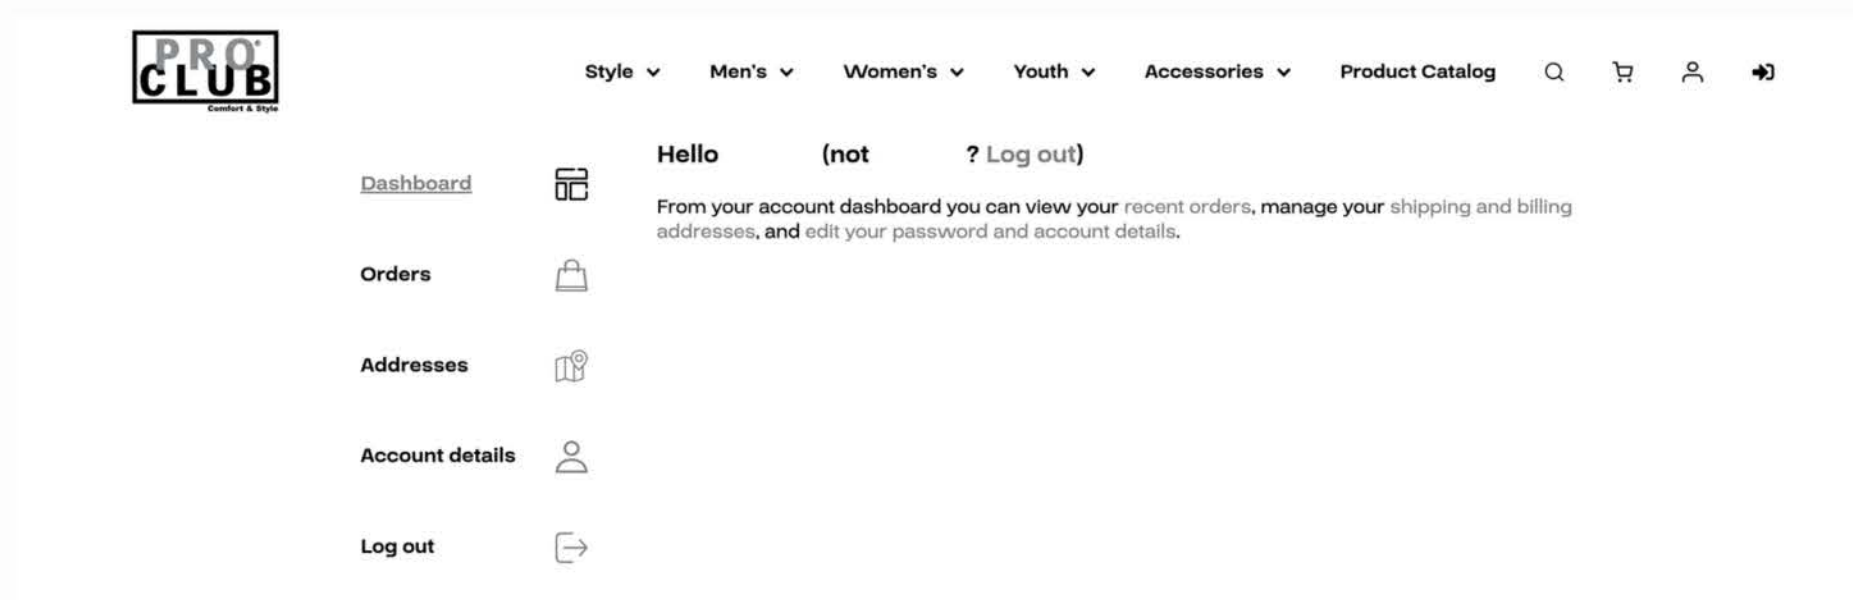 PRO®
CLUB
Comfort & Style
Style Men's Women's Youth Accessories Product Catalog
Dashboard
Orders
Addresses
Account details
Log out
Hello (not ? Log out)
From your account dashboard you can view your recent orders, manage your shipping and billing
addresses, and edit your password and account details.